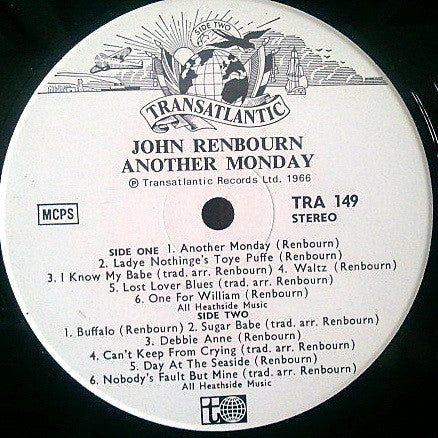 SIDE TWO
TRANSATLANTIC
JOHN RENBOURN
ANOTHER MONDAY
℗ Transatlantic Records Ltd. 1966
MCPS
TRA 149
STEREO
SIDE ONE 1. Another Monday (Renbourn)
2. Ladye Nothinge's Toye Puffe (Renbourn)
3. I Know My Babe (trad. arr. Renbourn) 4. Waltz (Renbourn)
5. Lost Lover Blues (trad. arr. Renbourn)
6. One For William (Renbourn)
All Heathside Music
SIDE TWO
1. Buffalo (Renbourn) 2. Sugar Babe (trad. arr. Renbourn)
3. Debbie Anne (Renbourn)
4. Can't Keep From Crying (trad. arr. Renbourn)
5. Day At The Seaside (Renbourn)
6. Nobody's Fault But Mine (trad. arr. Renbourn)
All Heathside Music